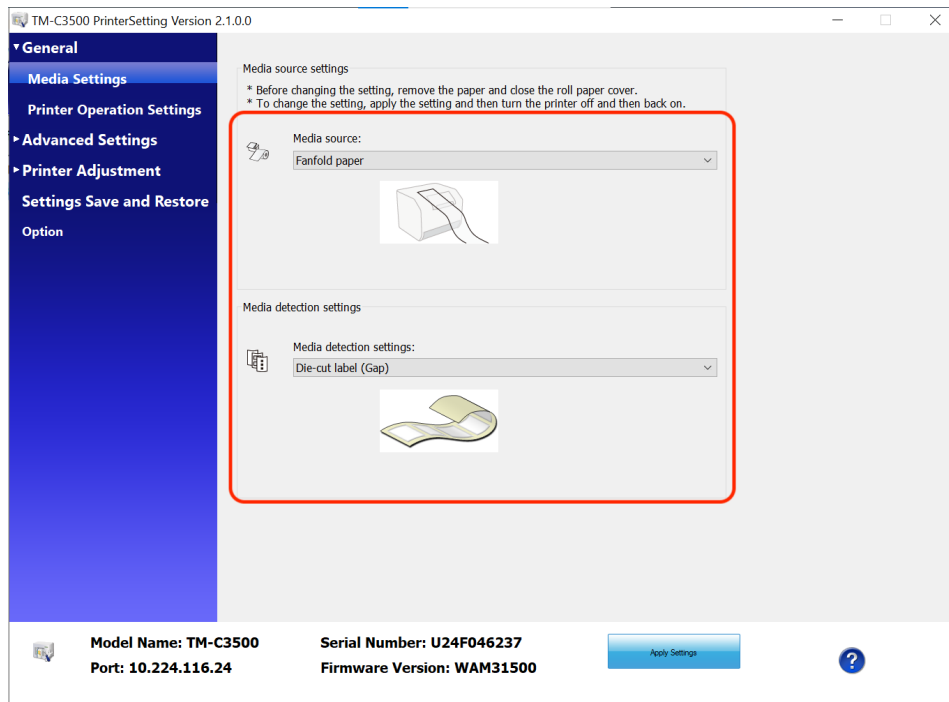 TM-C3500 PrinterSetting Version 2.1.0.0
General
Media Settings
Printer Operation Settings
Advanced Settings
Printer Adjustment
Settings Save and Restore
Option
Media source settings
* Before changing the setting, remove the paper and close the roll paper cover.
* To change the setting, apply the setting and then turn the printer off and then back on.
Media source:
Fanfold paper
Media detection settings
Media detection settings:
Die-cut label (Gap)
Model Name: TM-C3500
Serial Number: U24F046237
Port: 10.224.116.24
Firmware Version: WAM31500
Apply Settings
?